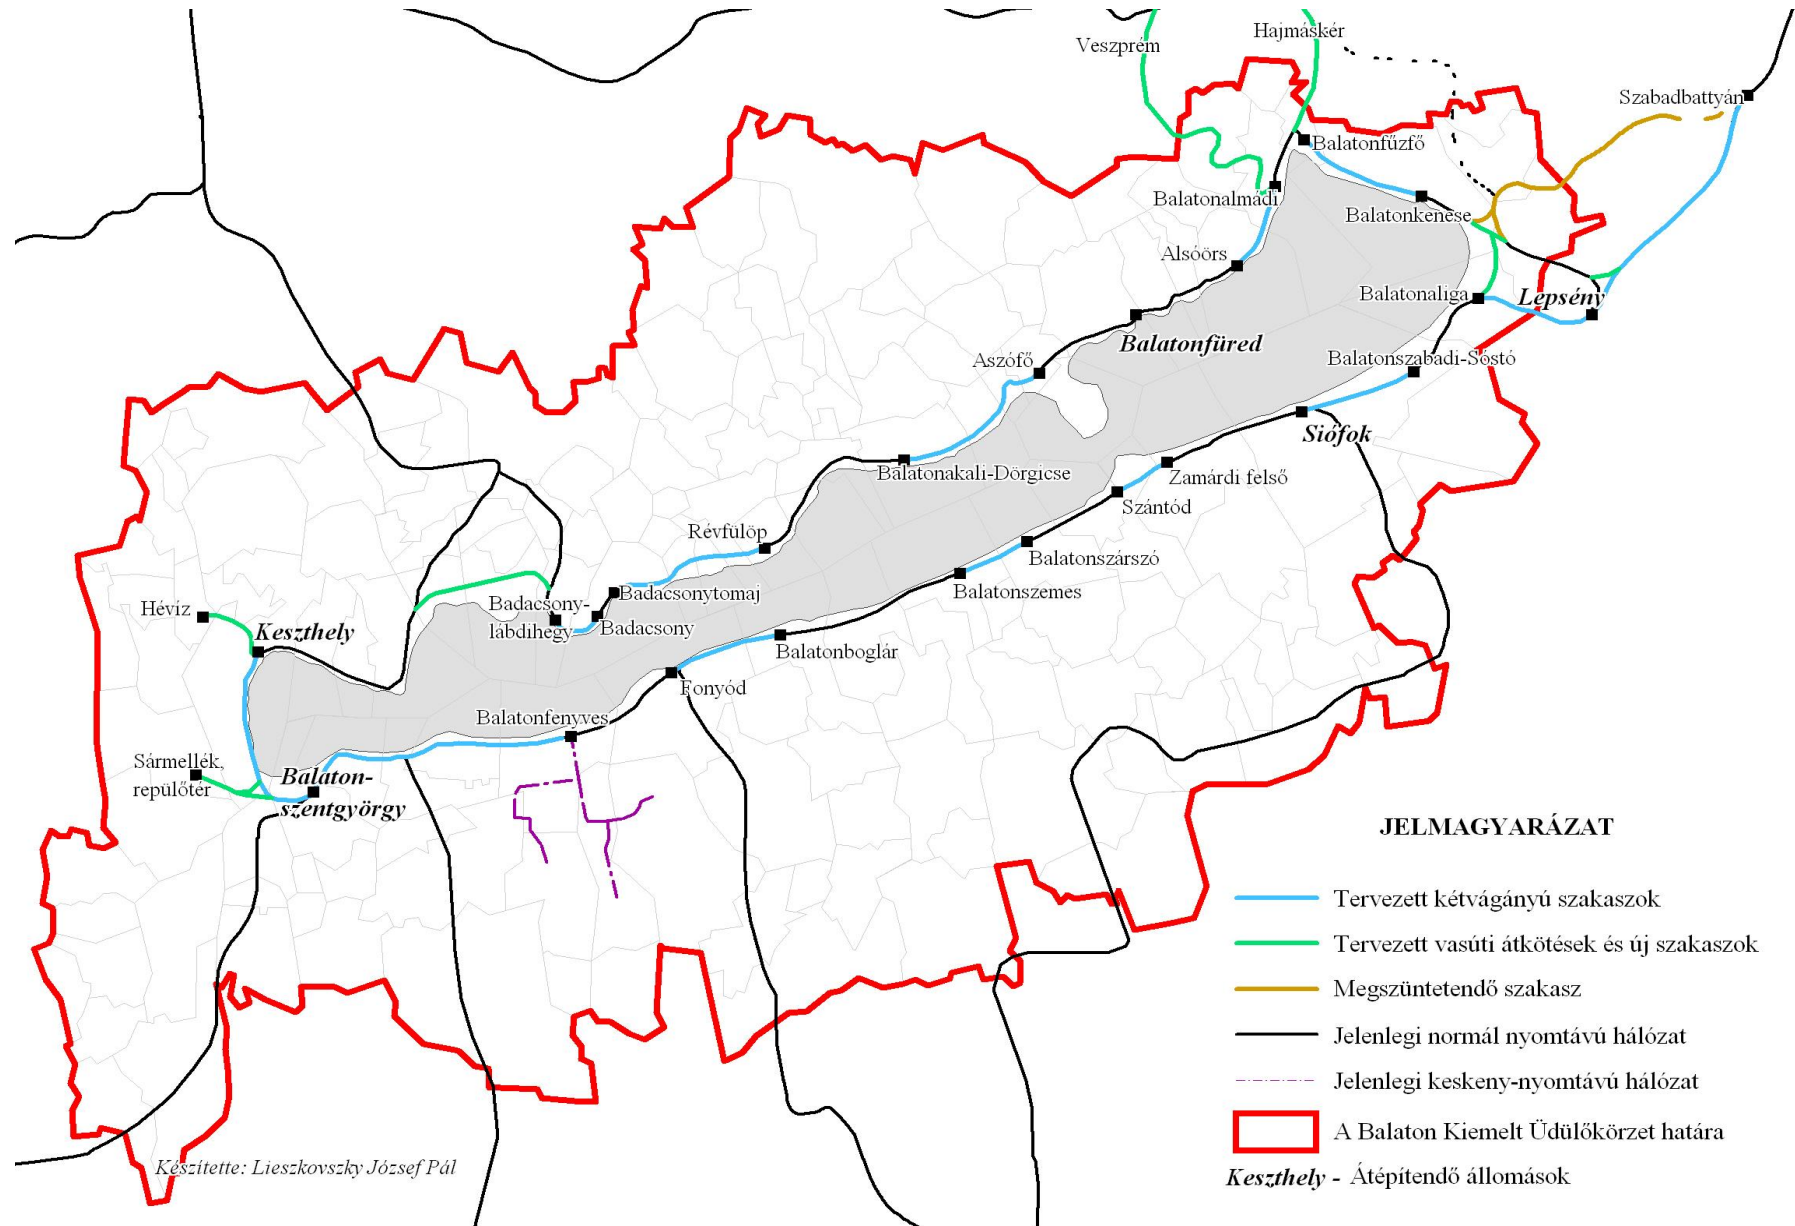 Hajmáskér
Veszprém
Szabadbattyán
Balatonfűzfő
Balatonalmádi
Balatonkenese
Alsóörs
Balatonaliga
Lepsény
Balatonfüred
Balatonszabadi-Sóstó
Aszófő
Siófok
Balatonakali-Dörgicse
Zamárdi felső
Szántód
Révfülöp
Balatonszárszó
Balatonszemes
Badacsonytomaj
Badacsony-
lábdihegy
Badacsony
Hévíz
Keszthely
Balatonboglár
Fonyód
Balatonfenyves
Sármellék,
repülőtér
Balaton-
szentgyörgy
JELMAGYARÁZAT
Tervezett kétvágányú szakaszok
Tervezett vasúti átkötések és új szakaszok
Megszüntetendő szakasz
Jelenlegi normál nyomtávú hálózat
Jelenlegi keskeny-nyomtávú hálózat
A Balaton Kiemelt Üdülőkörzet határa
Keszthely - Átépítendő állomások
Készítette: Lieszkovszky József Pál